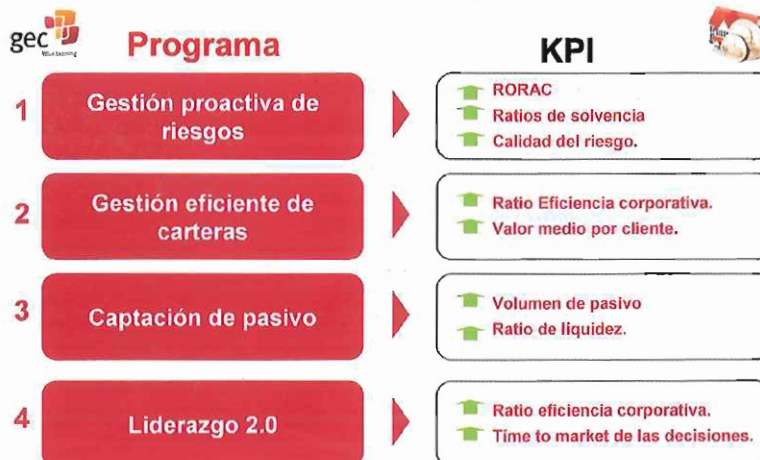 gec
Programa
KPI
1
Gestión proactiva de
riesgos
RORAC
Ratios de solvencia
Calidad del riesgo.
2
Gestión eficiente de
carteras
Ratio Eficiencia corporativa.
Valor medio por cliente.
3
Captación de pasivo
Volumen de pasivo
Ratio de liquidez.
4
Liderazgo 2.0
Ratio eficiencia corporativa.
Time to market de las decisiones.